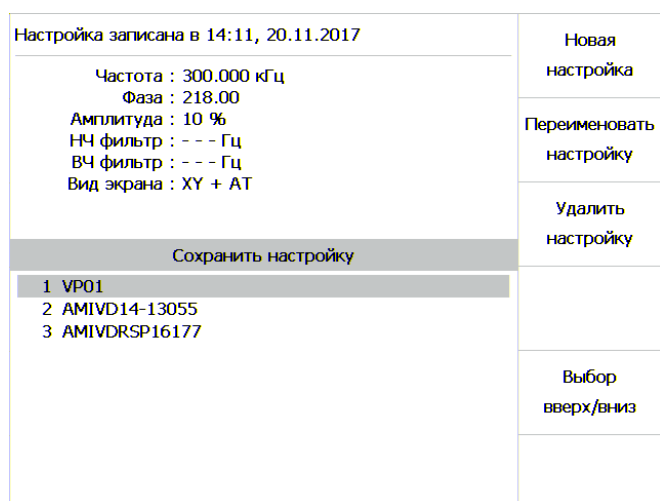 Настройка записана в 14:11, 20.11.2017
Частота : 300.000 кГц
Фаза : 218.00
Амплитуда : 10 %
НЧ фильтр : - - - Гц
ВЧ фильтр : - - - Гц
Вид экрана : XY + AT
Сохранить настройку
1 VP01
2 AMIVD14-13055
3 AMIVDRSP16177
Новая
настройка
Переименовать
настройку
Удалить
настройку
Выбор
вверх/вниз